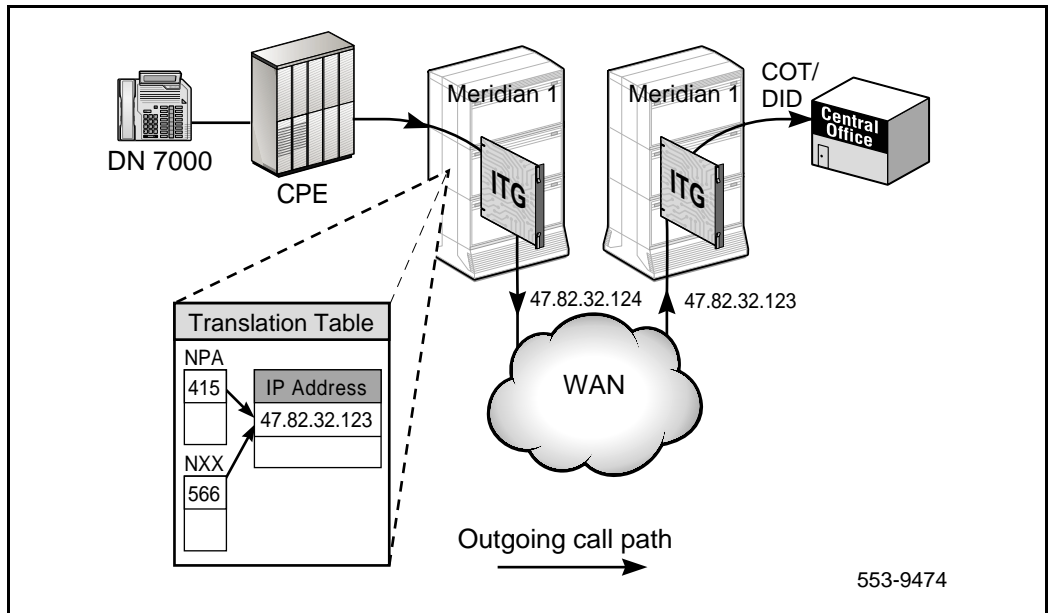 Meridian 1
Meridian 1
COT/
DID
Central
Office
DN 7000
CPE
ITG
ITG
47.82.32.124
47.82.32.123
Translation Table
NPA
415
IP Address
47.82.32.123
NXX
566
WAN
Outgoing call path
553-9474